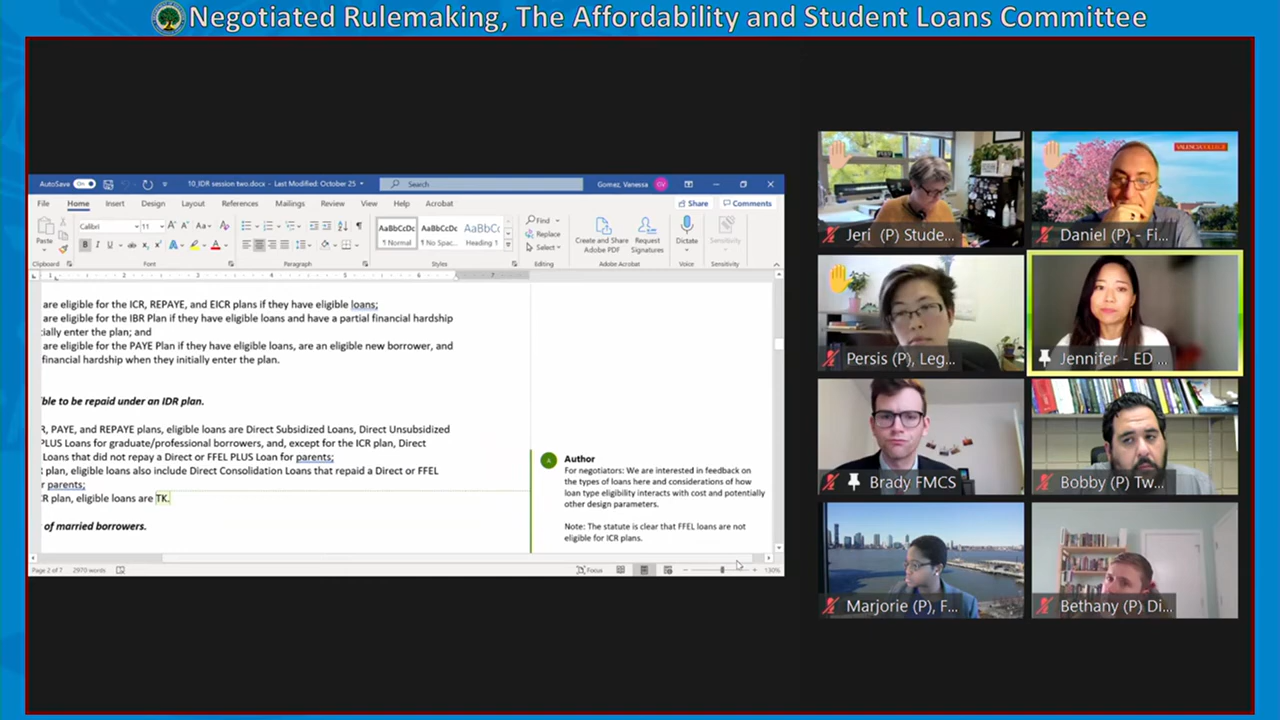 Negotiated Rulemaking, The Affordability and Student Loans Committee
AutoSave
On
10_IDR session two.docx - Last Modified: October 25
Search
Gomez, Vanessa
GV
File
Home
Insert
Design
Layout
References
Mailings
Review
View
Help
Acrobat
Share
Comments
Paste
Calibri
11
AaBbCcDc
AaBbCcDc
AaBbCc
1 Normal
1 No Spac...
Heading 1
Find
Replace
Select
Create and Share
Adobe PDF
Request
Signatures
Dictate
Sensitivity
Clipboard
Font
Paragraph
Styles
Editing
Adobe Acrobat
Voice
Sensitivity
are eligible for the ICR, REPAYE, and EICR plans if they have eligible loans;
are eligible for the IBR Plan if they have eligible loans and have a partial financial hardship
tially enter the plan; and
are eligible for the PAYE Plan if they have eligible loans, are an eligible new borrower, and
financial hardship when they initially enter the plan.
ble to be repaid under an IDR plan.
R, PAYE, and REPAYE plans, eligible loans are Direct Subsidized Loans, Direct Unsubsidized
PLUS Loans for graduate/professional borrowers, and, except for the ICR plan, Direct
Loans that did not repay a Direct or FFEL PLUS Loan for parents;
R plan, eligible loans also include Direct Consolidation Loans that repaid a Direct or FFEL
r parents;
CR plan, eligible loans are TK.
of married borrowers.
A
Author
For negotiators: We are interested in feedback on
the types of loans here and considerations of how
loan type eligibility interacts with cost and potentially
other design parameters.
Note: The statute is clear that FFEL loans are not
eligible for ICR plans.
Page 2 of 7
2970 words
Focus
130%
Jeri (P) Stude...
VALENCIA COLLEGE
Daniel (P) - Fi...
Persis (P), Leg...
Jennifer - ED ...
Brady FMCS
Bobby (P) Tw...
Marjorie (P), F...
Bethany (P) Di...